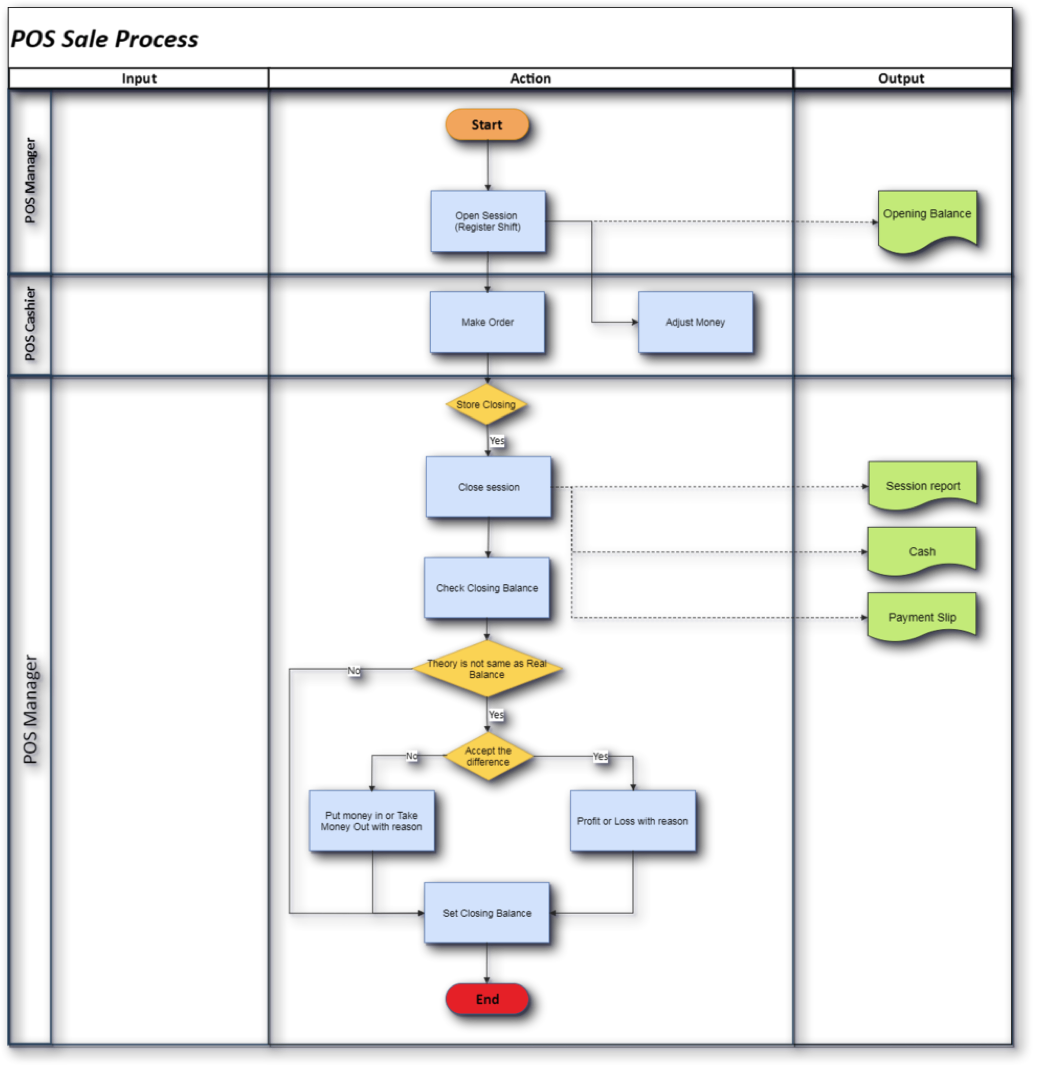 POS Sale Process
Input
Action
Output
POS Manager
Start
Open Session
(Register Shift)
Opening Balance
POS Cashier
Make Order
Adjust Money
POS Manager
Store Closing
Yes
Close session
Session report
Cash
Check Closing Balance
Payment Slip
Theory is not same as Real
Balance
No
Yes
Accept the
difference
No
Yes
Put money in or Take
Money Out with reason
Profit or Loss with reason
Set Closing Balance
End